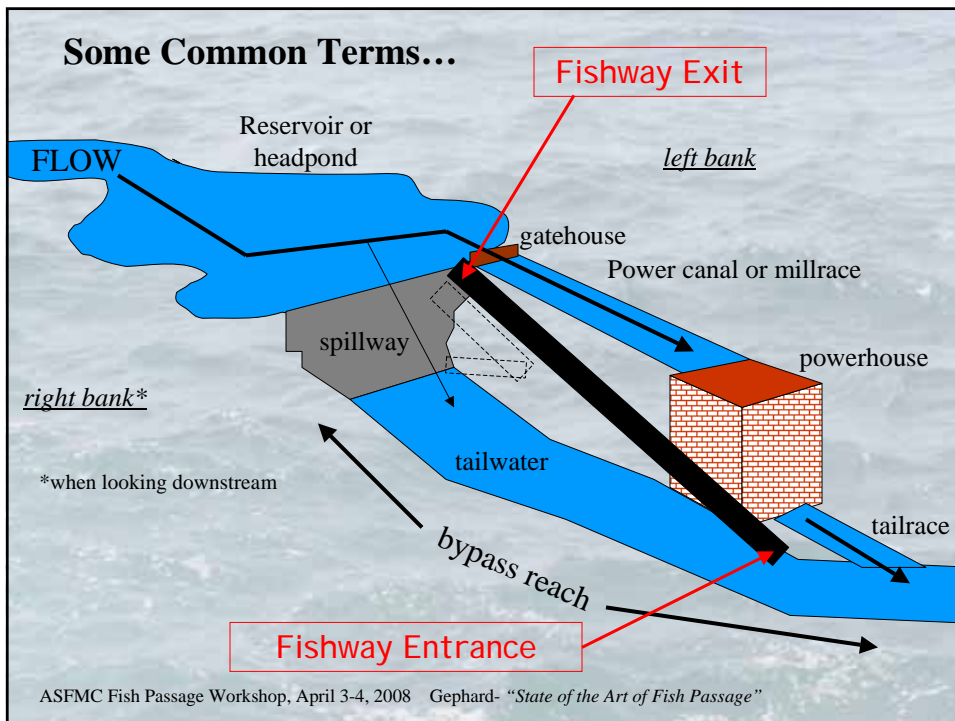 Some Common Terms…
Fishway Exit
Reservoir or
headpond
left bank
FLOW
gatehouse
Power canal or millrace
spillway
powerhouse
right bank*
tailwater
*when looking downstream
tailrace
bypass reach
Fishway Entrance
ASFMC Fish Passage Workshop, April 3-4, 2008 Gephard- “State of the Art of Fish Passage”